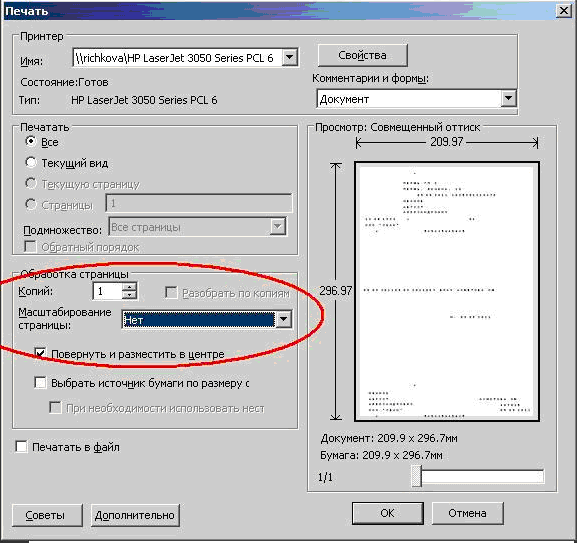 Печать
Принтер
Имя: \\richkova\HP LaserJet 3050 Series PCL 6
Свойства
Состояние:Готов
Комментарии и формы:
Тип: HP LaserJet 3050 Series PCL 6
Документ
Печатать
Все
Текущий вид
Текущую страницу
Страницы 1
Подиножество: Все страницы
Обратный порядок
Просмотр: Совмещенный оттиск
209.97
296.97
Обработка страницы
Копий: 1
Разобрать по копиям
Масштабирование
страницы: Нет
Повернуть и разместить в центре
Выбрать источник бумаги по размеру с
При необходимости использовать нест
Печатать в файл
Документ: 209.9 x 296.7мм
Бумага: 209.9 x 296.7мм
1/1
Советы
Дополнительно
OK
Отмена